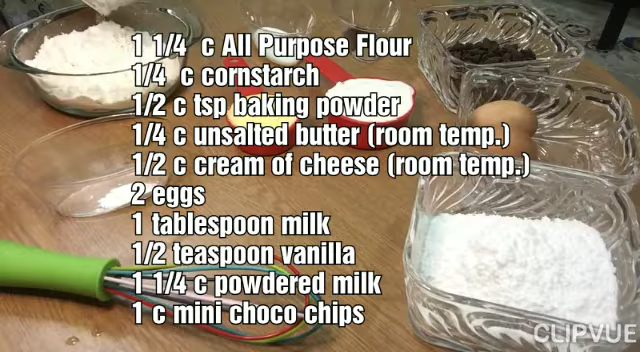 1 1/4 c All Purpose Flour
1/4 c cornstarch
1/2 c tsp baking powder
1/4 c unsalted butter (room temp.)
1/2 c cream of cheese (room temp.)
2 eggs
1 tablespoon milk
1/2 teaspoon vanilla
1 1/4 c powdered milk
1 c mini choco chips
CLIPVUE